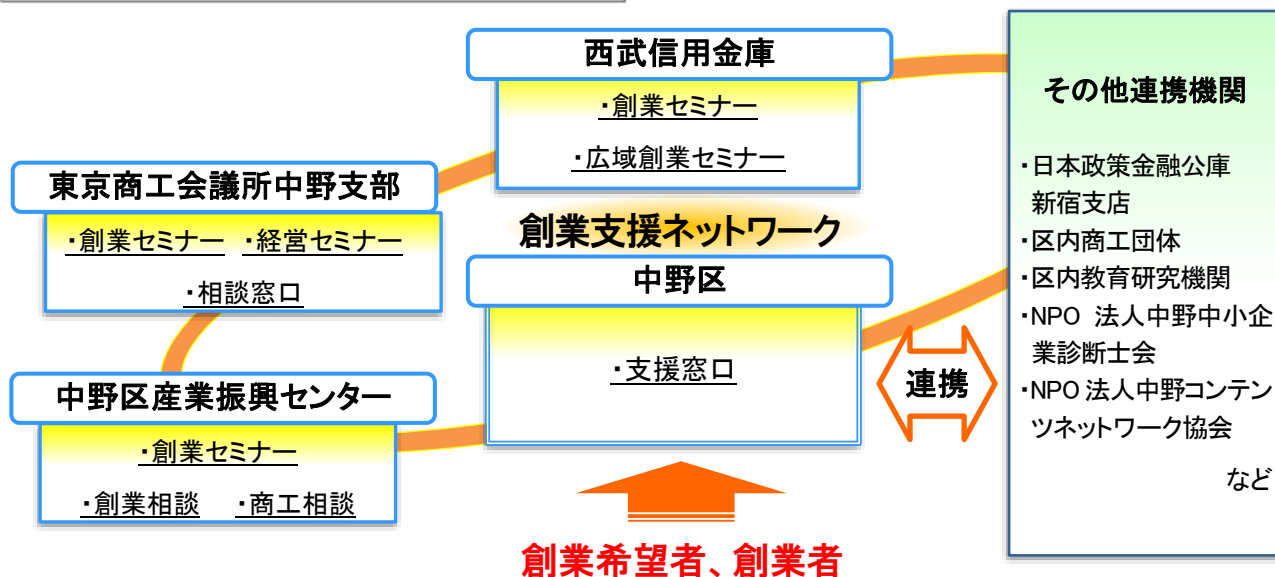 西武信用金庫
・創業セミナー
・広域創業セミナー
東京商工会議所中野支部
・創業セミナー ・経営セミナー
・相談窓口
創業支援ネットワーク
中野区
・支援窓口
中野区産業振興センター
・創業セミナー
・創業相談 ・商工相談
連携
その他連携機関
・日本政策金融公庫
新宿支店
・区内商工団体
・区内教育研究機関
・NPO 法人中野中小企
業診断士会
・NPO 法人中野コンテン
ツネットワーク協会
など
創業希望者、創業者